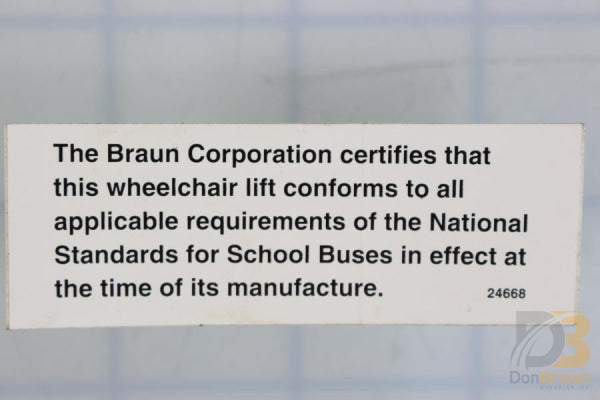 The Braun Corporation certifies that
this wheelchair lift conforms to all
applicable requirements of the National
Standards for School Buses in effect at
the time of its manufacture.
24668
DB
DonBrown